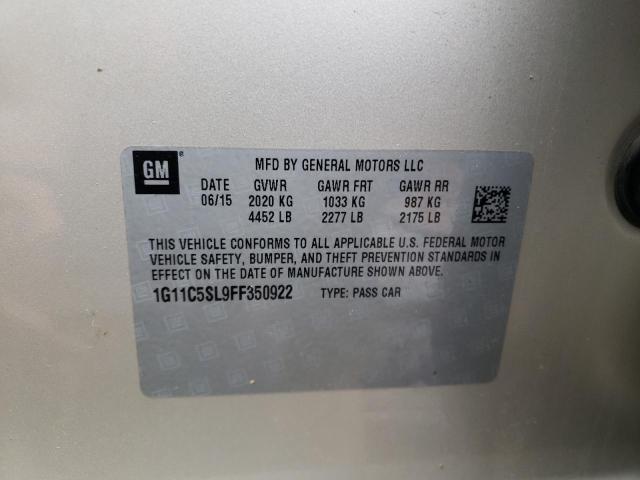 GM
MFD BY GENERAL MOTORS LLC
DATE GVWR GAWR FRT GAWR RR
06/15 2020 KG 1033 KG 987 KG
4452 LB 2277 LB 2175 LB
THIS VEHICLE CONFORMS TO ALL APPLICABLE U.S. FEDERAL MOTOR
VEHICLE SAFETY, BUMPER, AND THEFT PREVENTION STANDARDS IN
EFFECT ON THE DATE OF MANUFACTURE SHOWN ABOVE.
1G11C5SL9FF350922 TYPE: PASS CAR